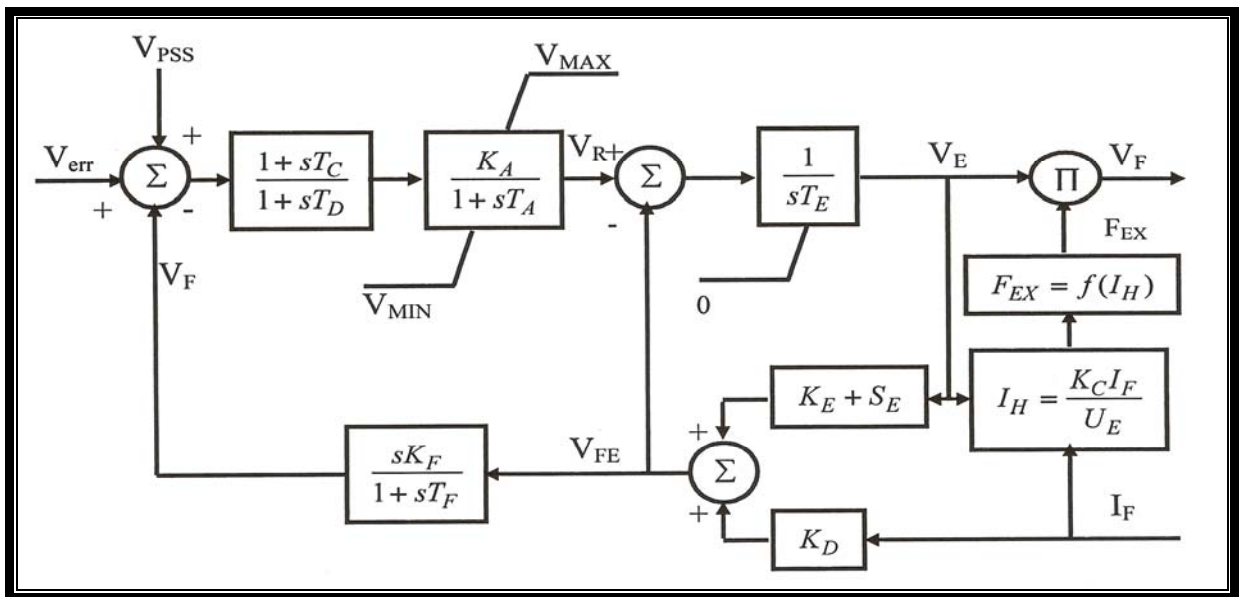 V_PSS
V_MAX
V_err
+
+
-
Σ
1 + sT_C
1 + sT_D
K_A
1 + sT_A
V_R+
-
Σ
1
sT_E
V_E
Π
V_F
V_F
V_MIN
0
F_EX
F_EX = f(I_H)
K_E + S_E
I_H = K_C I_F
U_E
+
V_FE
Σ
+
sK_F
1 + sT_F
K_D
I_F